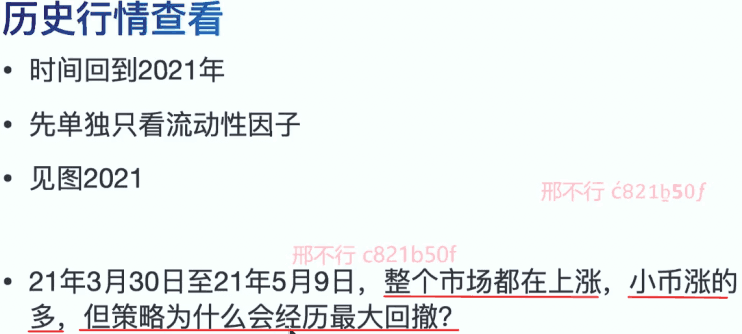 历史行情查看
• 时间回到2021年
• 先单独只看流动性因子
• 见图2021
邢不行 ć821b̲50ƒ
邢不行 c821b50f
• 21年3月30日至21年5月9日，整个市场都在上涨，小币涨的
多，但策略为什么会经历最大回撤？